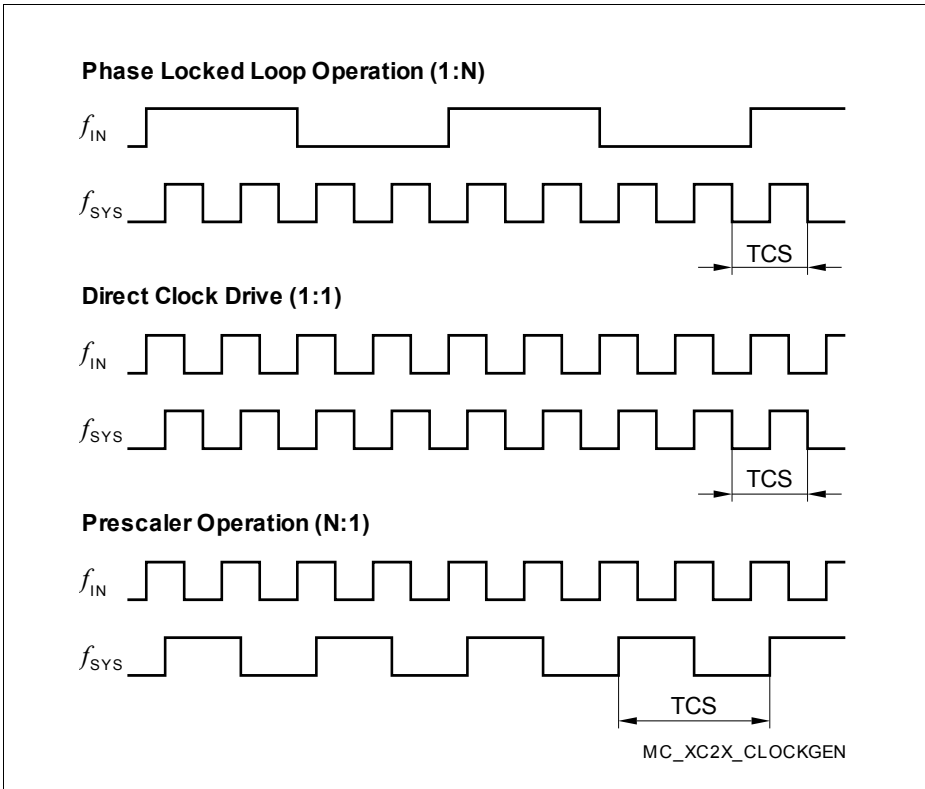 Phase Locked Loop Operation (1:N)
fIN
fSYS
TCS
Direct Clock Drive (1:1)
fIN
fSYS
TCS
Prescaler Operation (N:1)
fIN
fSYS
TCS
MC_XC2X_CLOCKGEN